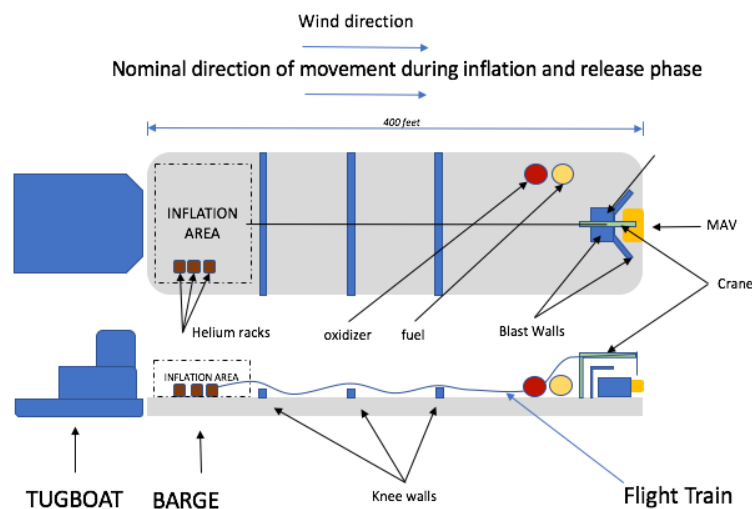 Wind direction
Nominal direction of movement during inflation and release phase
400 feet
INFLATION
AREA
MAV
Crane
Helium racks
oxidizer
fuel
Blast Walls
INFLATION AREA
Knee walls
TUGBOAT
BARGE
Flight Train